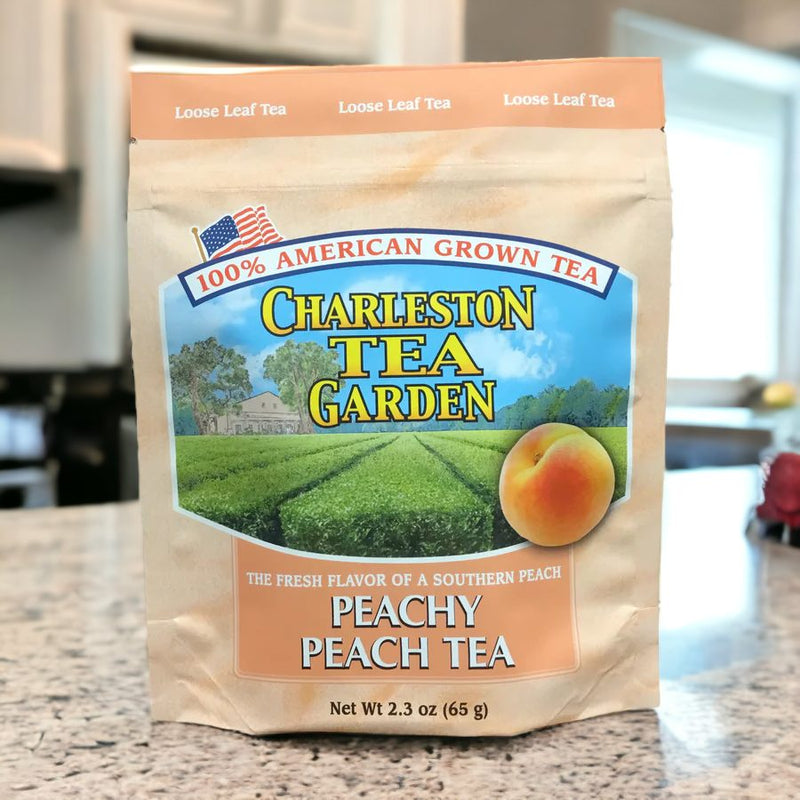 Loose Leaf Tea Loose Leaf Tea Loose Leaf Tea
100% AMERICAN GROWN TEA
CHARLESTON
TEA
GARDEN
THE FRESH FLAVOR OF A SOUTHERN PEACH
PEACHY
PEACH TEA
Net Wt 2.3 oz (65 g)